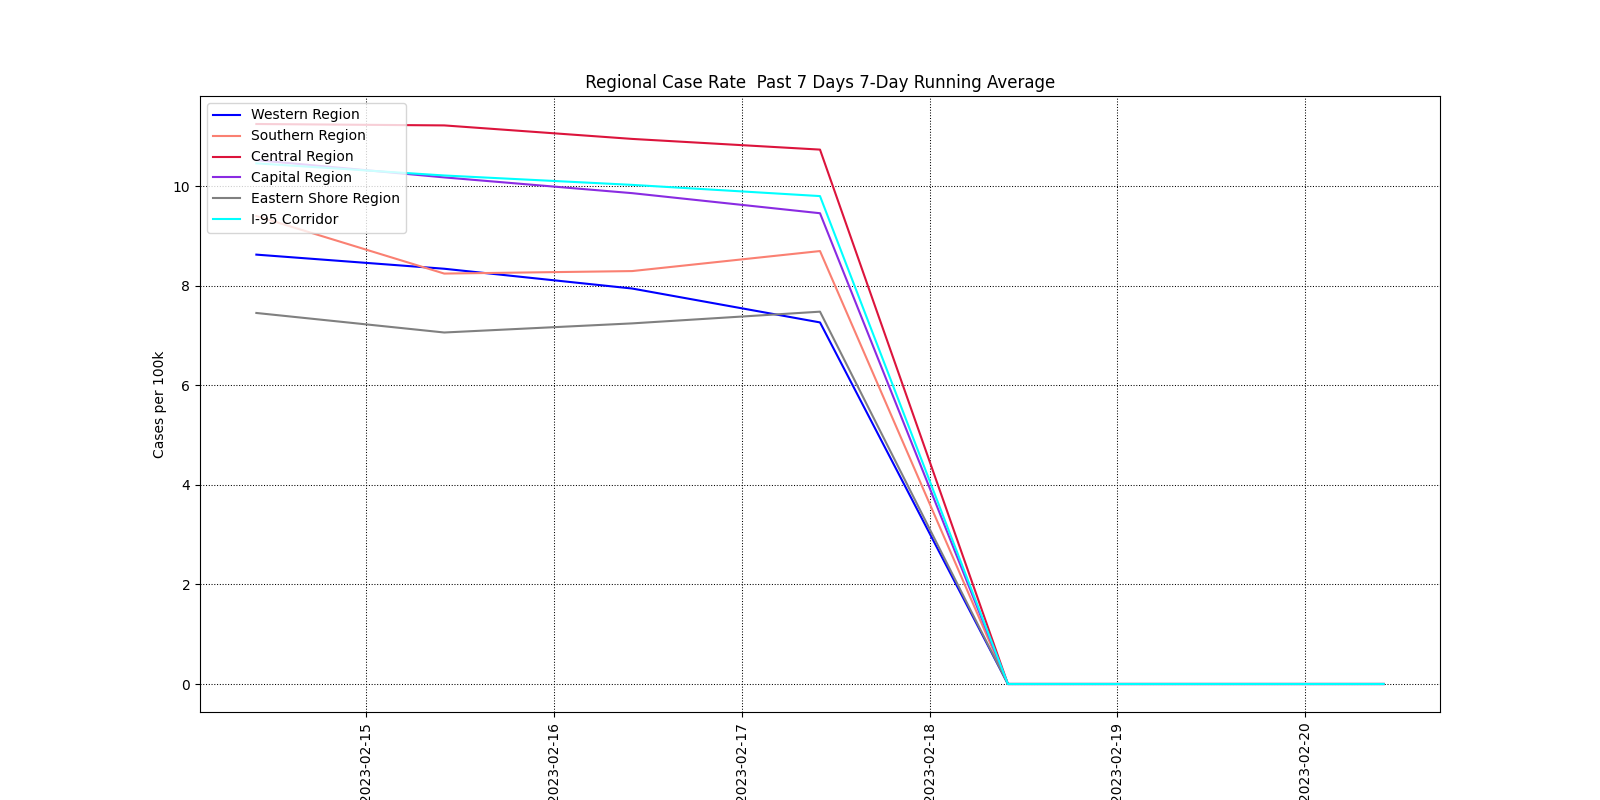 Regional Case Rate  Past 7 Days 7-Day Running Average
Western Region
Southern Region
Central Region
Capital Region
Eastern Shore Region
I-95 Corridor
Cases per 100k
10
8
6
4
2
0
2023-02-15
2023-02-16
2023-02-17
2023-02-18
2023-02-19
2023-02-20